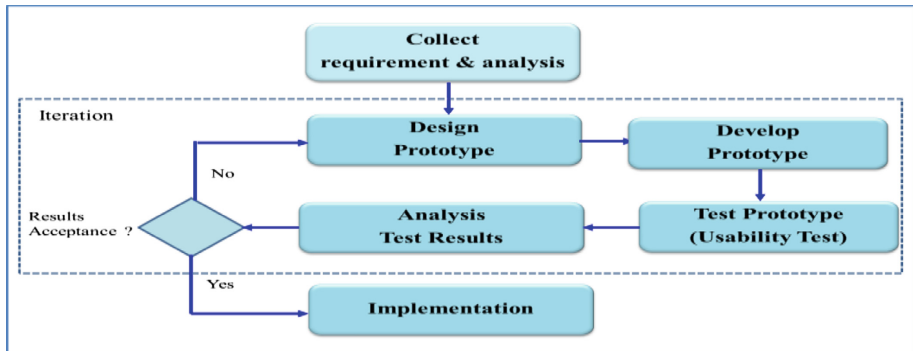 Collect
requirement & analysis
Iteration
Design
Prototype
Develop
Prototype
No
Results
Acceptance ?
Analysis
Test Results
Test Prototype
(Usability Test)
Yes
Implementation